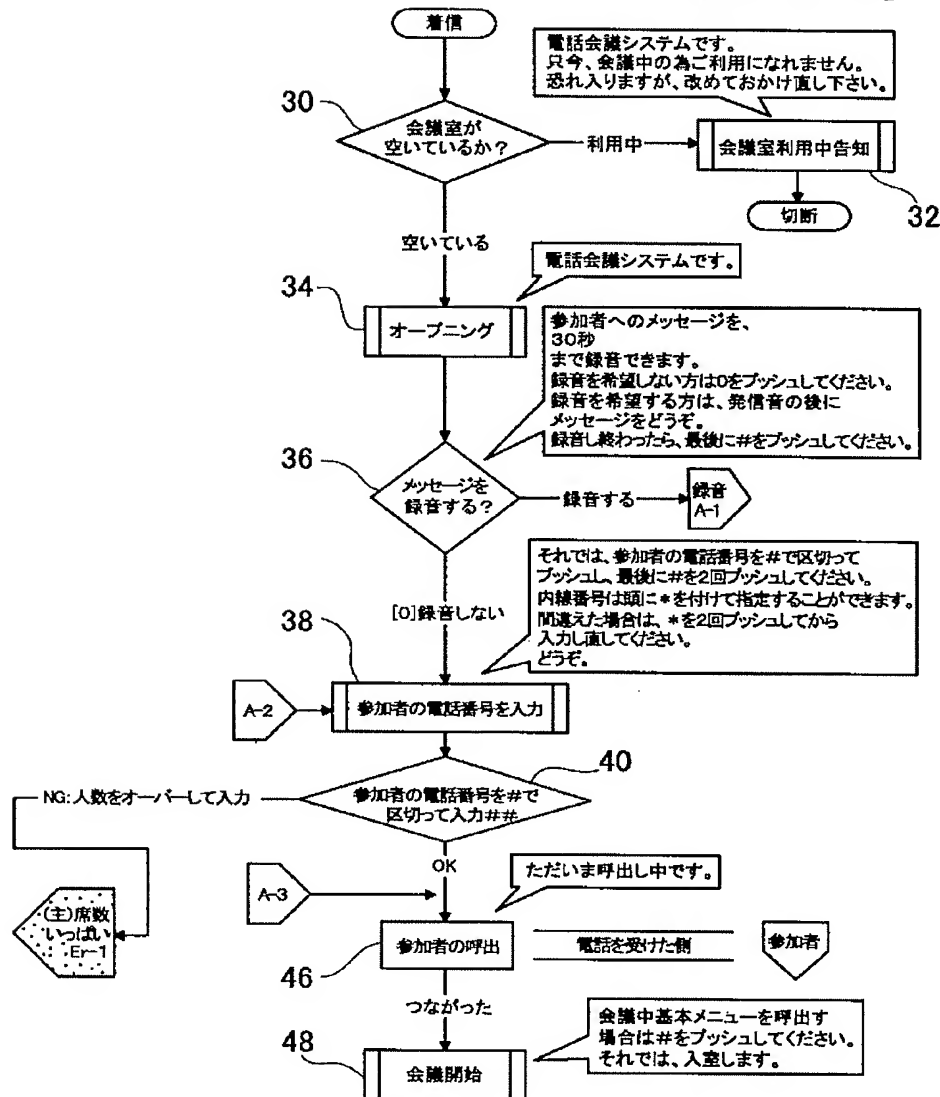 着信
電話会議システムです。
只今、会議中の為ご利用になれません。
恐れ入りますが、改めておかけ直し下さい。
30
会議室が
空いているか?
利用中
会議室利用中告知
32
切断
空いている
電話会議システムです。
34
オープニング
参加者へのメッセージを、
30秒
まで録音できます。
録音を希望しない方は0をプッシュしてください。
録音を希望する方は、発信音の後に
メッセージをどうぞ。
録音し終わったら、最後に#をプッシュしてください。
36
メッセージを
録音する?
録音する
録音
A-1
それでは、参加者の電話番号を#で区切って
プッシュし、最後に#を2回プッシュしてください。
内線番号は頭に*を付けて指定することができます。
間違えた場合は、*を2回プッシュしてから
入力し直してください。
どうぞ。
[0]録音しない
38
A-2
参加者の電話番号を入力
40
NG:人数をオーバーして入力
参加者の電話番号を#で
区切って入力##
OK
ただいま呼出し中です。
A-3
(主)席数
いっぱい
Er-1
46
参加者の呼出
電話を受けた側
参加者
つながった
会議中基本メニューを呼出す
場合は#をプッシュしてください。
それでは、入室します。
48
会議開始